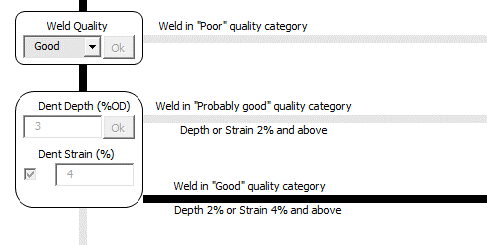 Weld Quality
Weld in "Poor" quality category
Good
Ok
Dent Depth (%OD)
Weld in "Probably good" quality category
3
Ok
Depth or Strain 2% and above
Dent Strain (%)
4
Weld in "Good" quality category
Depth 2% or Strain 4% and above